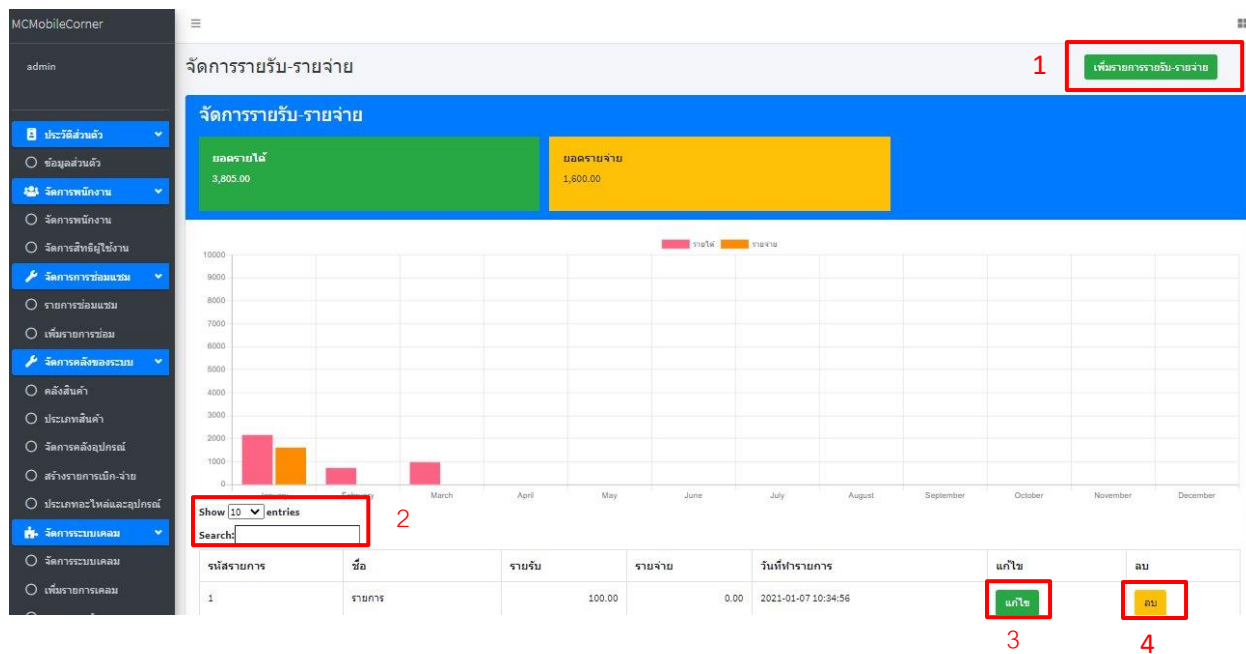 MCMobileCorner
admin
ประวัติส่วนตัว
ข้อมูลส่วนตัว
จัดการพนักงาน
จัดการพนักงาน
จัดการสิทธิผู้ใช้งาน
จัดการการซ่อมแซม
รายการซ่อมแซม
เพิ่มรายการซ่อม
จัดการคลังของระบบ
คลังสินค้า
ประเภทสินค้า
จัดการคลังอุปกรณ์
สร้างรายการเบิก-จ่าย
ประเภทอะไหล่และอุปกรณ์
จัดการระบบเคลม
จัดการระบบเคลม
เพิ่มรายการเคลม
จัดการรายรับ-รายจ่าย
1
เพิ่มรายการรายรับ-รายจ่าย
จัดการรายรับ-รายจ่าย
ยอดรายได้
3,805.00
ยอดรายจ่าย
1,600.00
รายได้ รายจ่าย
10000
9000
8000
7000
6000
5000
4000
3000
2000
1000
0
January February March April May June July August September October November December
Show 10 entries
2
Search:
รหัสรายการ ชื่อ รายรับ รายจ่าย วันที่ทำรายการ แก้ไข ลบ
1 รายการ 100.00 0.00 2021-01-07 10:34:56 แก้ไข ลบ
3 4